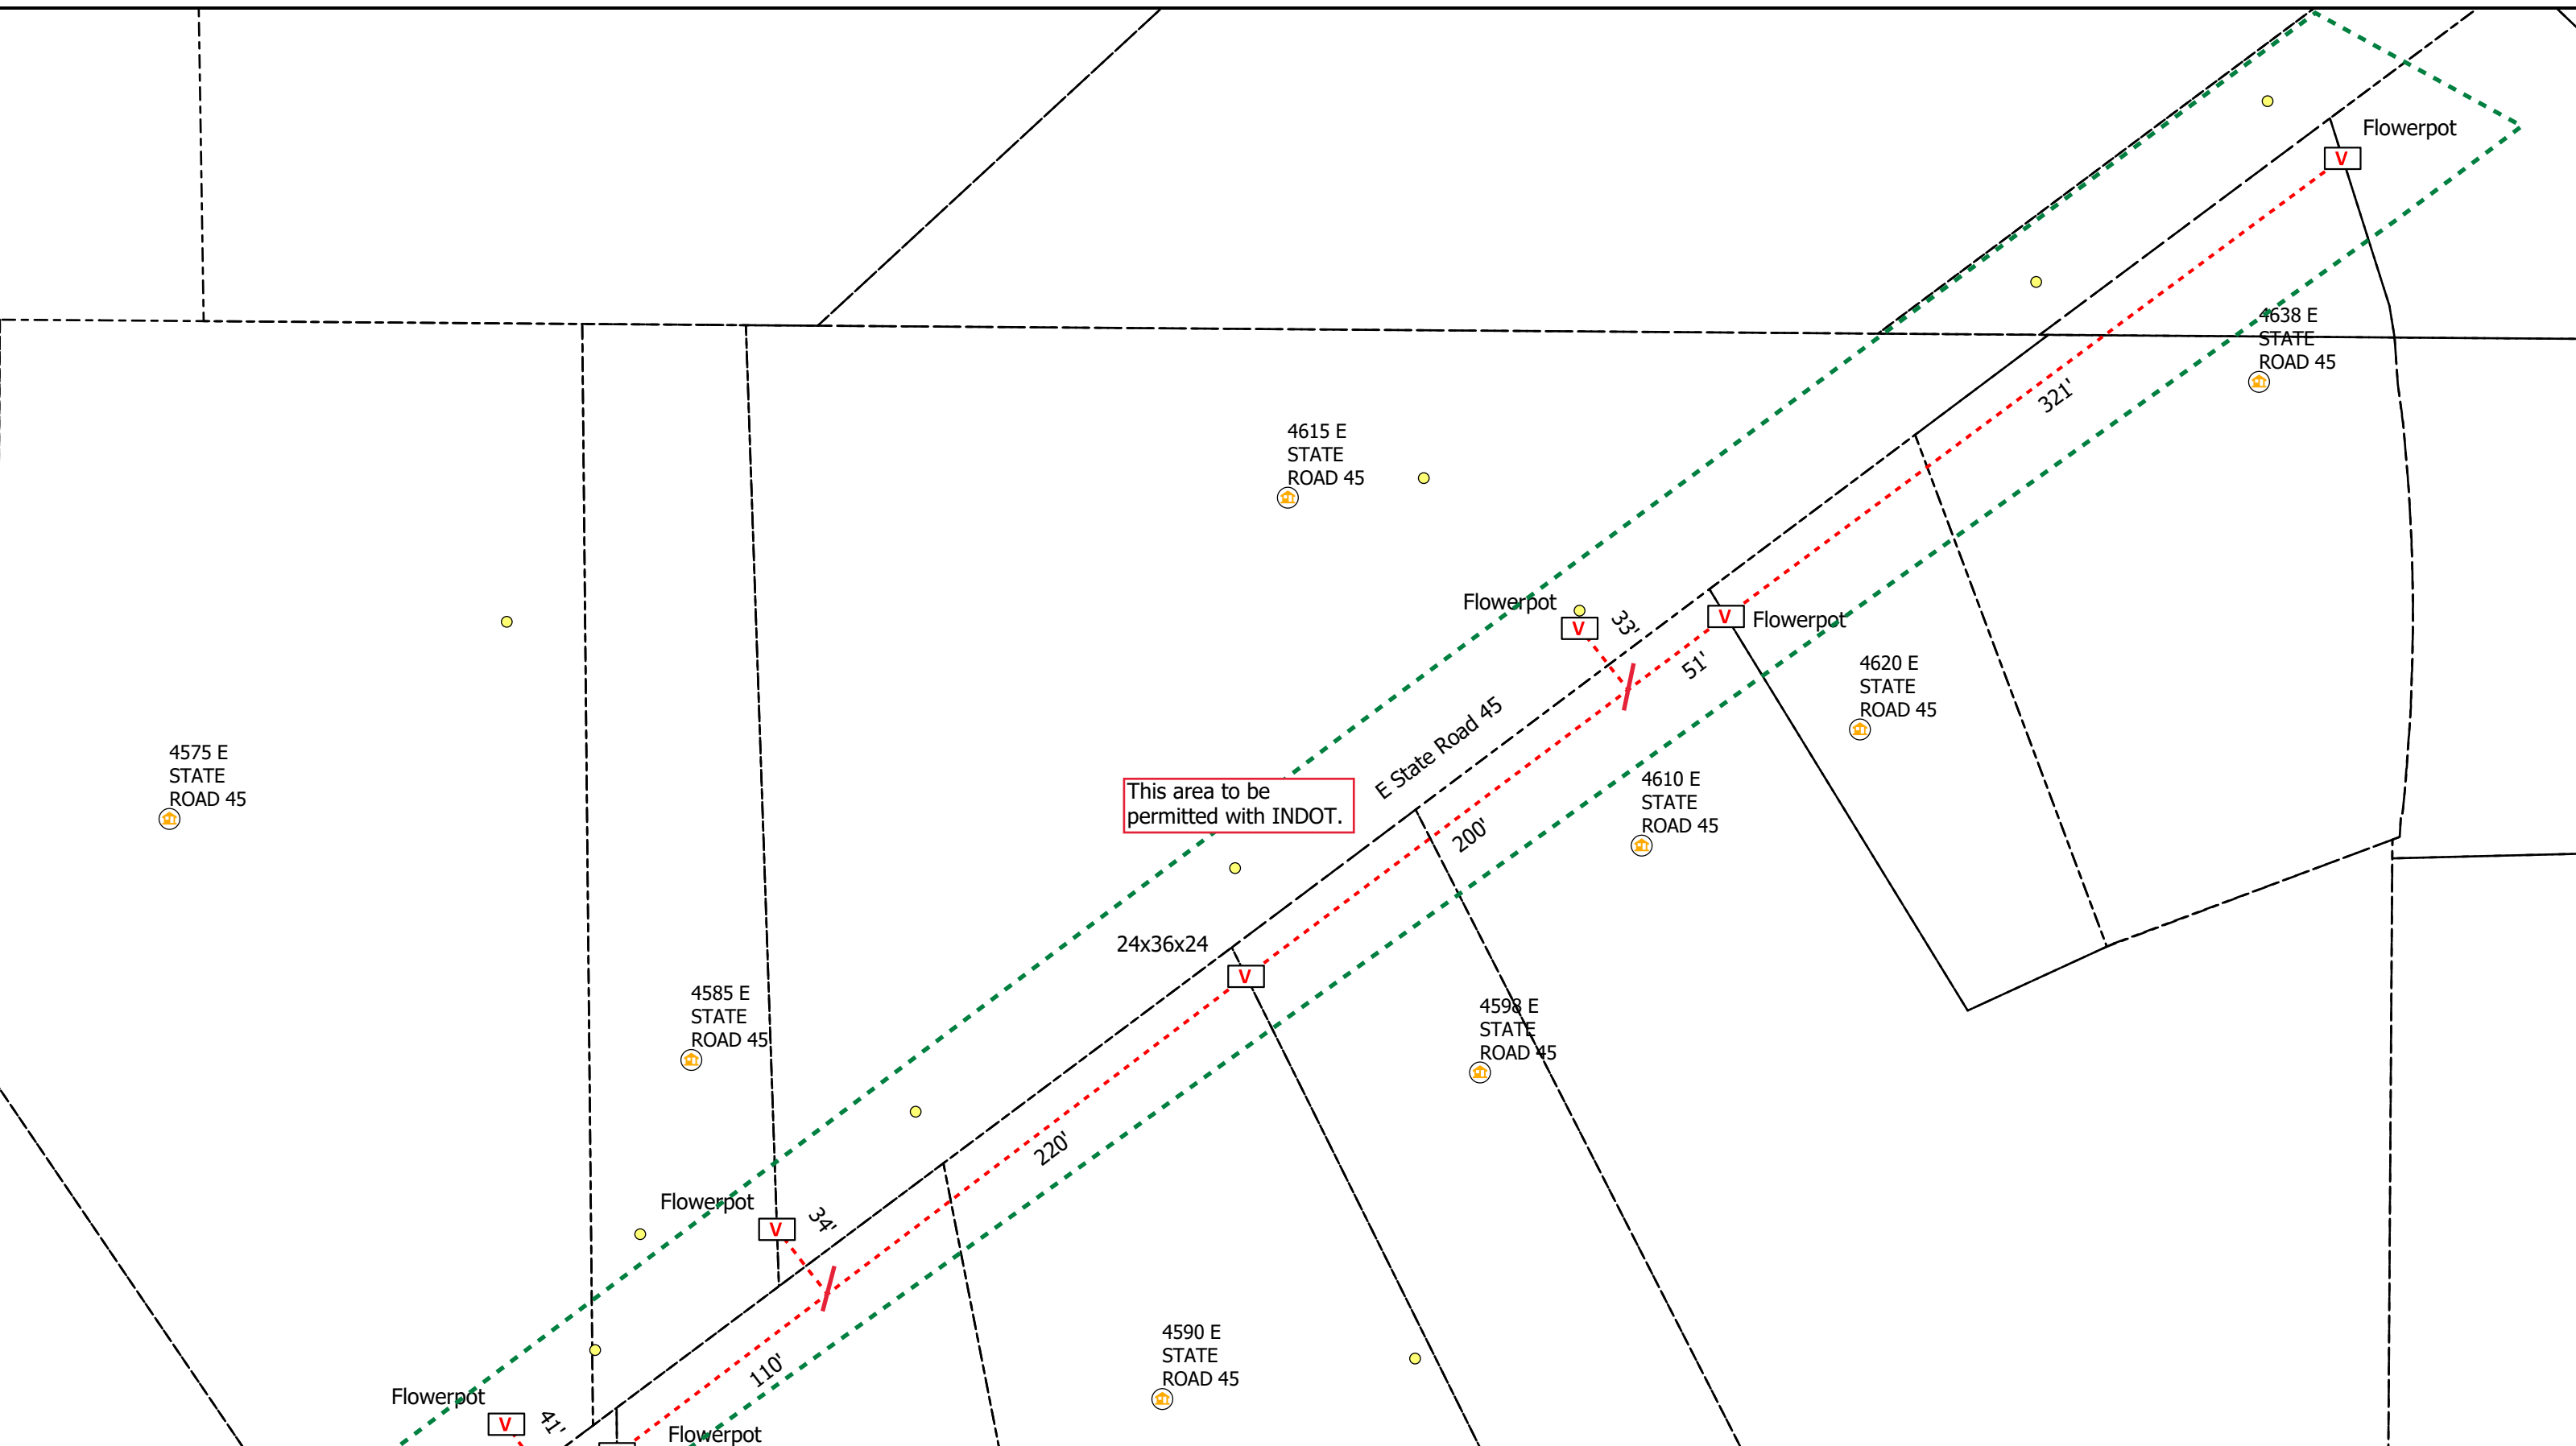 Flowerpot
V
4638 E
STATE
ROAD 45
321'
4615 E
STATE
ROAD 45
Flowerpot
V
33'
V
Flowerpot
51'
4620 E
STATE
ROAD 45
E State Road 45
4575 E
STATE
ROAD 45
This area to be
permitted with INDOT.
4610 E
STATE
ROAD 45
200'
24x36x24
V
4585 E
STATE
ROAD 45
4598 E
STATE
ROAD 45
220'
Flowerpot
V
34'
4590 E
STATE
ROAD 45
110'
Flowerpot
V
41'
Flowerpot